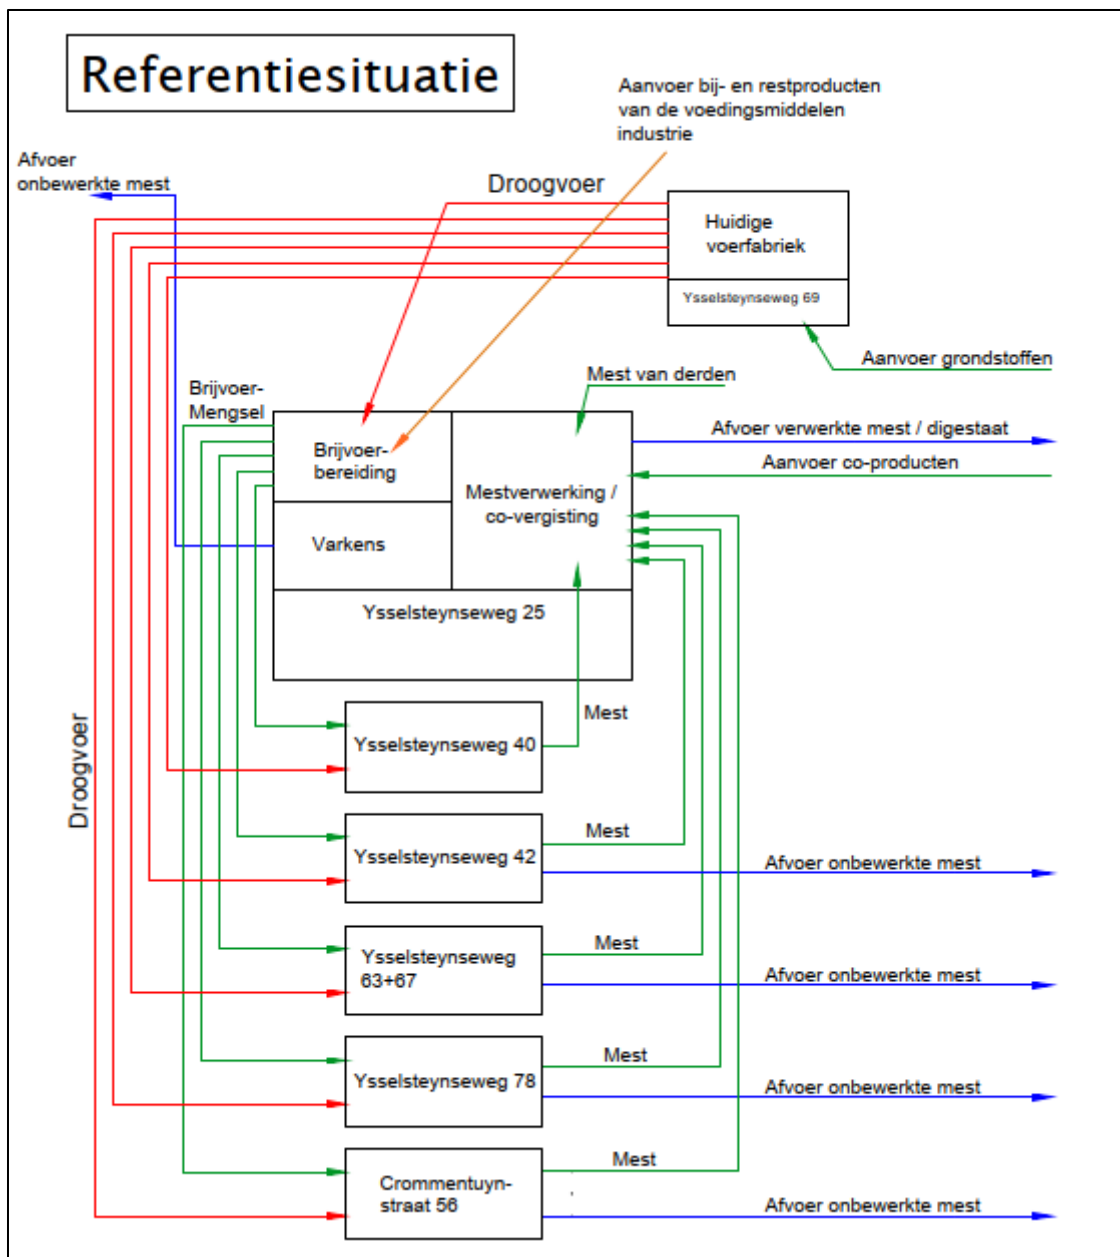 Referentiesituatie
Aanvoer bij- en restproducten
van de voedingsmiddelen
industrie
Afvoer
onbewerkte mest
Droogvoer
Huidige
voerfabriek
Ysselsteynseweg 69
Aanvoer grondstoffen
Mest van derden
Brijvoer-
Mengsel
Afvoer verwerkte mest / digestaat
Brijvoer-
bereiding
Aanvoer co-producten
Mestverwerking /
co-vergisting
Varkens
Ysselsteynseweg 25
Mest
Ysselsteynseweg 40
Droogvoer
Mest
Ysselsteynseweg 42
Afvoer onbewerkte mest
Mest
Ysselsteynseweg
63+67
Afvoer onbewerkte mest
Mest
Ysselsteynseweg 78
Afvoer onbewerkte mest
Mest
Crommentuyn-
straat 56
Afvoer onbewerkte mest